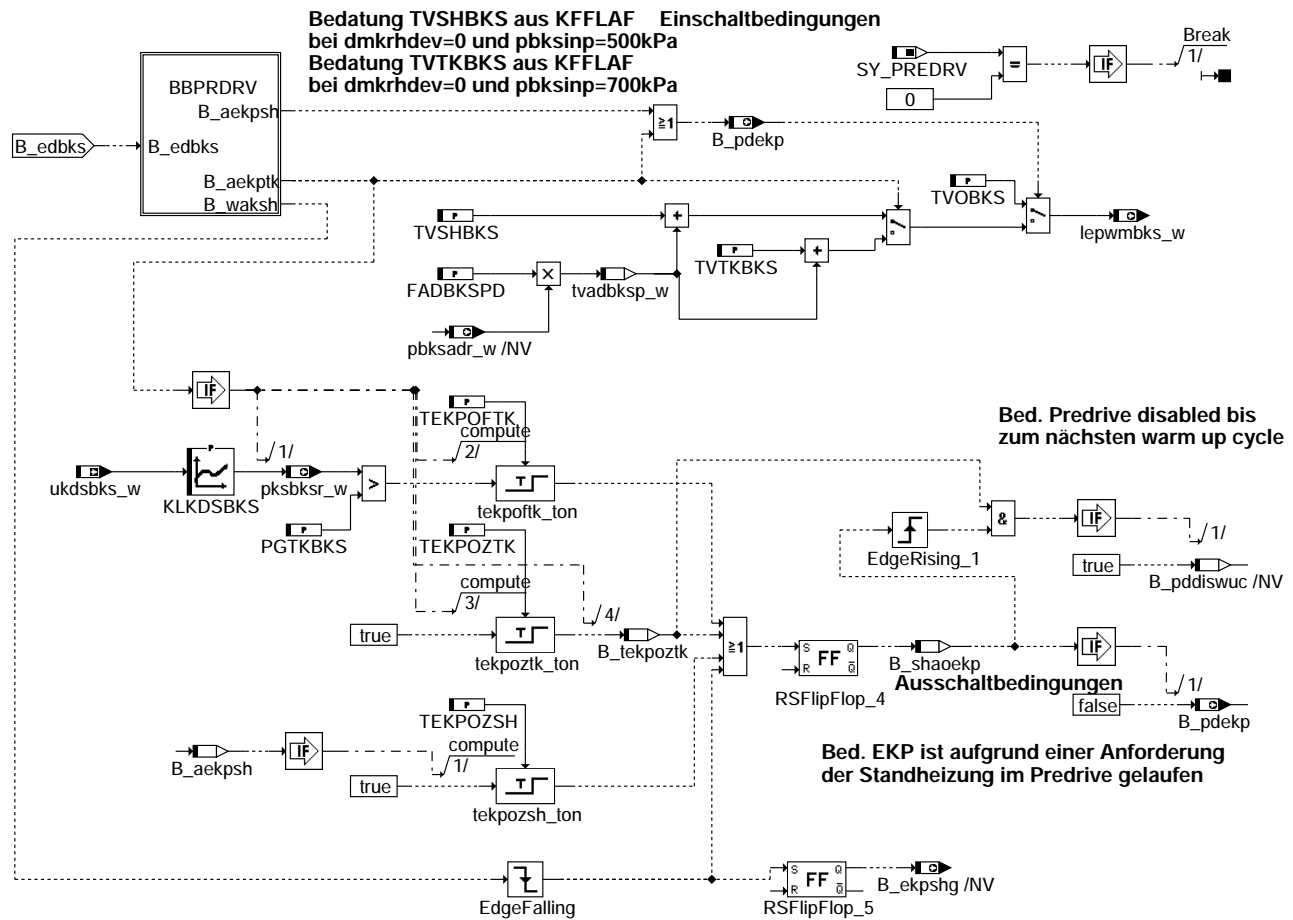 Bedatung TVSHBKS aus KFFLAF Einschaltbedingungen
bei dmkrhdev=0 und pbksinp=500kPa
Bedatung TVTKBKS aus KFFLAF
bei dmkrhdev=0 und pbksinp=700kPa
Break
1/
IF
SY_PREDRV
=
0
BBPRDRV
B_aekpsh
B_edbks
B_edbks
B_aekptk
B_waksh
≥1
B_pdekp
P
TVOBKS
lepwmbks_w
P
TVSHBKS
+
P
TVTKBKS
+
P
FADBKSPD
X
tvadbksp_w
pbksadr_w /NV
IF
P
TEKPOFTK
compute
2/
1/
Bed. Predrive disabled bis
zum nächsten warm up cycle
ukdsbks_w
P
KLKDSBKS
pksbksr_w
>
T
tekpoftk_ton
P
PGTKBKS
P
TEKPOZTK
EdgeRising_1
&
IF
1/
true
B_pddiswuc /NV
compute
3/
4/
true
T
tekpoztk_ton
B_tekpoztk
≥1
S Q
FF
R Q
RSFlipFlop_4
B_shaoekp
IF
Ausschaltbedingungen
1/
false
B_pdekp
P
TEKPOZSH
compute
1/
B_aekpsh
IF
true
T
tekpozsh_ton
Bed. EKP ist aufgrund einer Anforderung
der Standheizung im Predrive gelaufen
EdgeFalling
S Q
FF
R Q
RSFlipFlop_5
B_ekpshg /NV